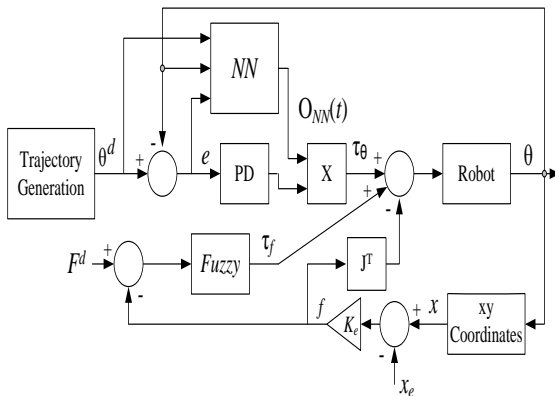 NN
O_NN(t)
Trajectory
Generation
θ^d
+
-
e
PD
X
τ_θ
+
+
-
Robot
θ
F^d
+
-
Fuzzy
τ_f
J^T
f
K_e
+
-
x
xy
Coordinates
x_e